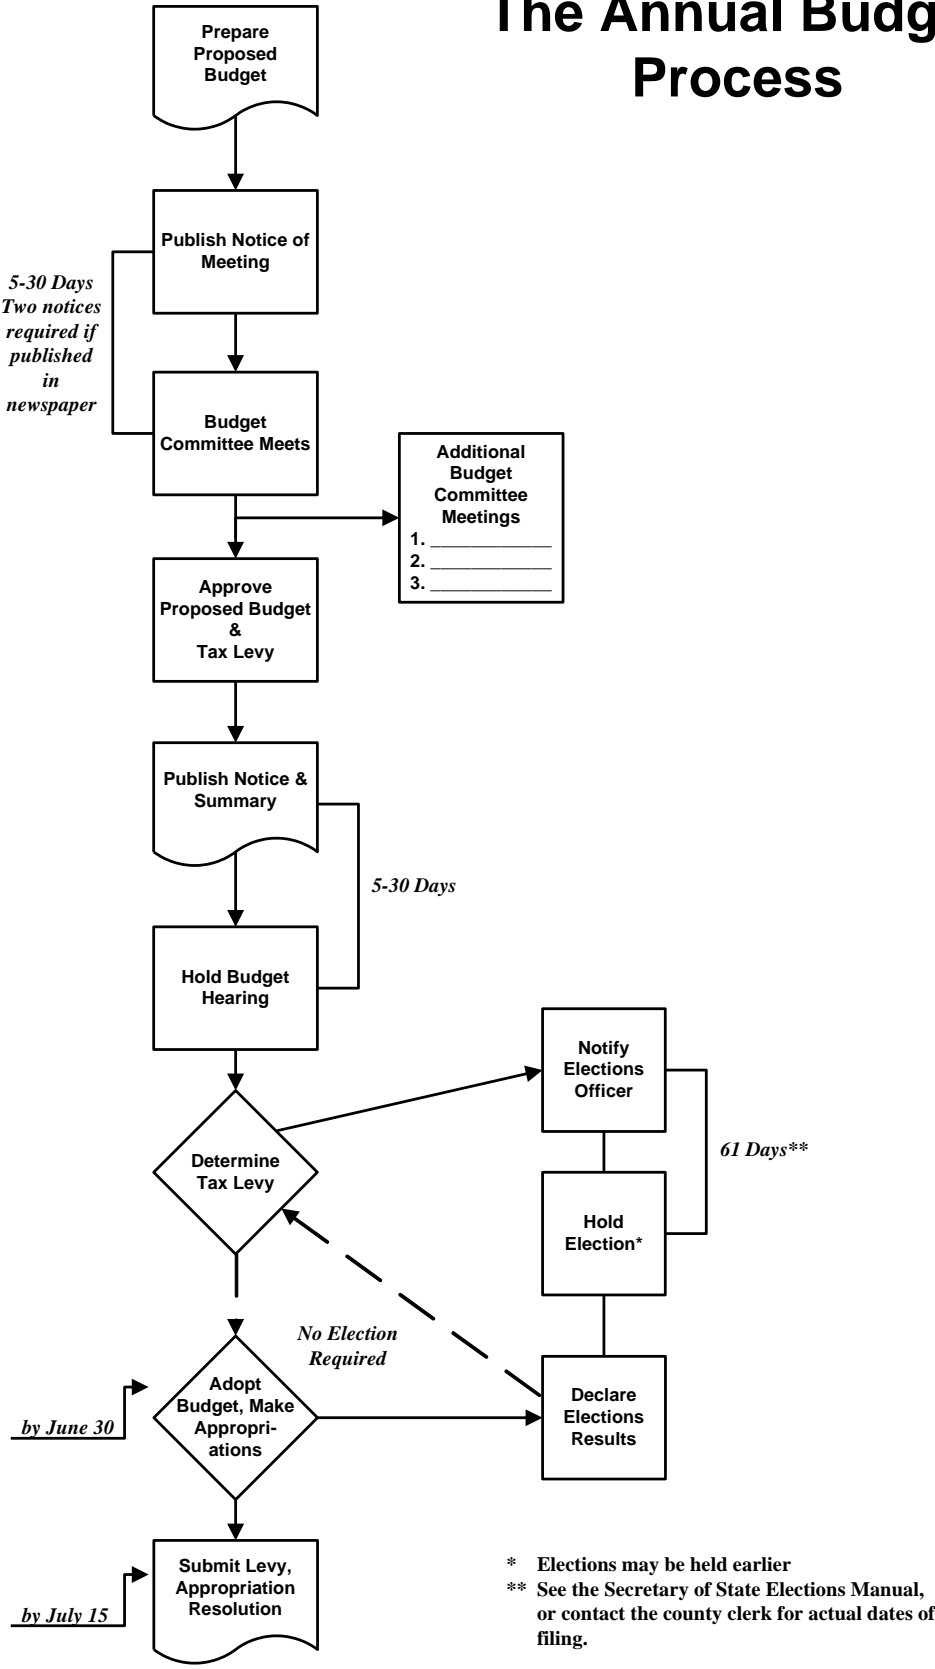 The Annual Budg
Process
Prepare
Proposed
Budget
Publish Notice of
Meeting
5-30 Days
Two notices
required if
published
in
newspaper
Budget
Committee Meets
Additional
Budget
Committee
Meetings
1. _____________
2. _____________
3. _____________
Approve
Proposed Budget
&
Tax Levy
Publish Notice &
Summary
5-30 Days
Hold Budget
Hearing
Notify
Elections
Officer
61 Days**
Determine
Tax Levy
Hold
Election*
No Election
Required
Adopt
Budget, Make
Appropri-
ations
by June 30
Declare
Elections
Results
Submit Levy,
Appropriation
Resolution
by July 15
* Elections may be held earlier
** See the Secretary of State Elections Manual,
or contact the county clerk for actual dates of
filing.